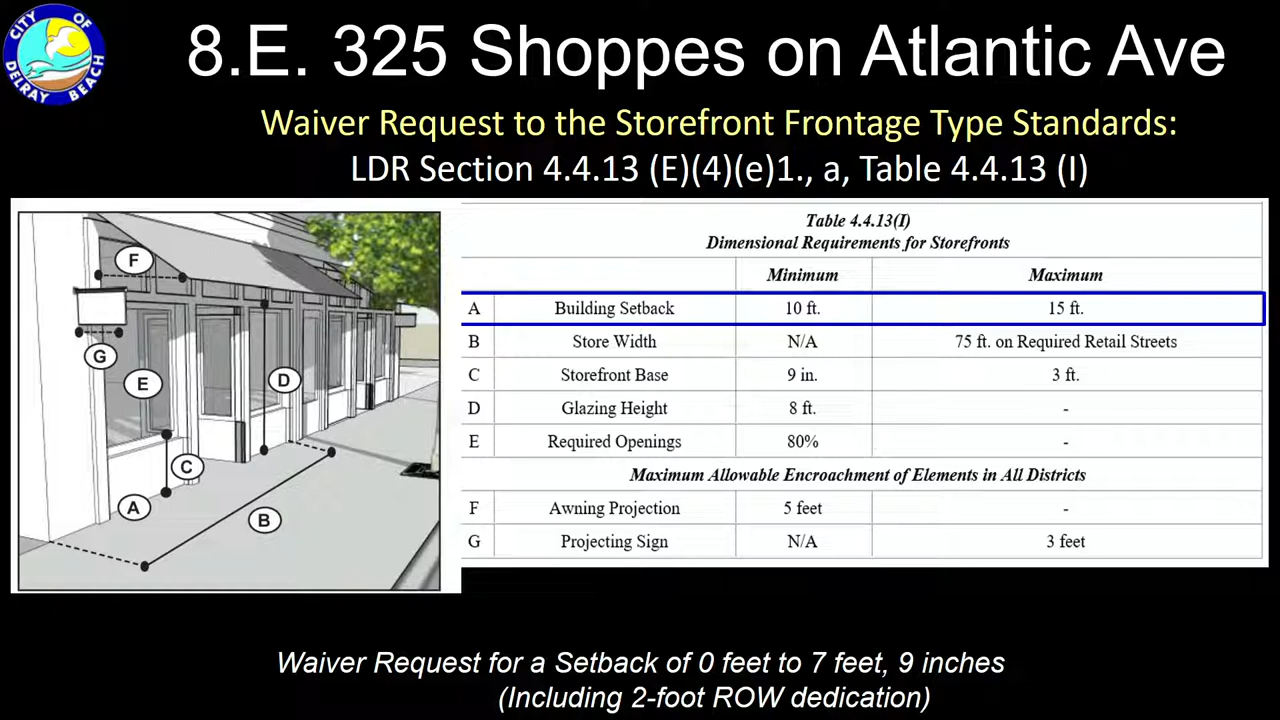 CITY OF
DELRAY BEACH
8.E. 325 Shoppes on Atlantic Ave
Waiver Request to the Storefront Frontage Type Standards:
LDR Section 4.4.13 (E)(4)(e)1., a, Table 4.4.13 (I)
F
G
E
D
C
A
B
Table 4.4.13(I)
Dimensional Requirements for Storefronts
Minimum Maximum
A Building Setback 10 ft. 15 ft.
B Store Width N/A 75 ft. on Required Retail Streets
C Storefront Base 9 in. 3 ft.
D Glazing Height 8 ft. -
E Required Openings 80% -
Maximum Allowable Encroachment of Elements in All Districts
F Awning Projection 5 feet -
G Projecting Sign N/A 3 feet
Waiver Request for a Setback of 0 feet to 7 feet, 9 inches
(Including 2-foot ROW dedication)